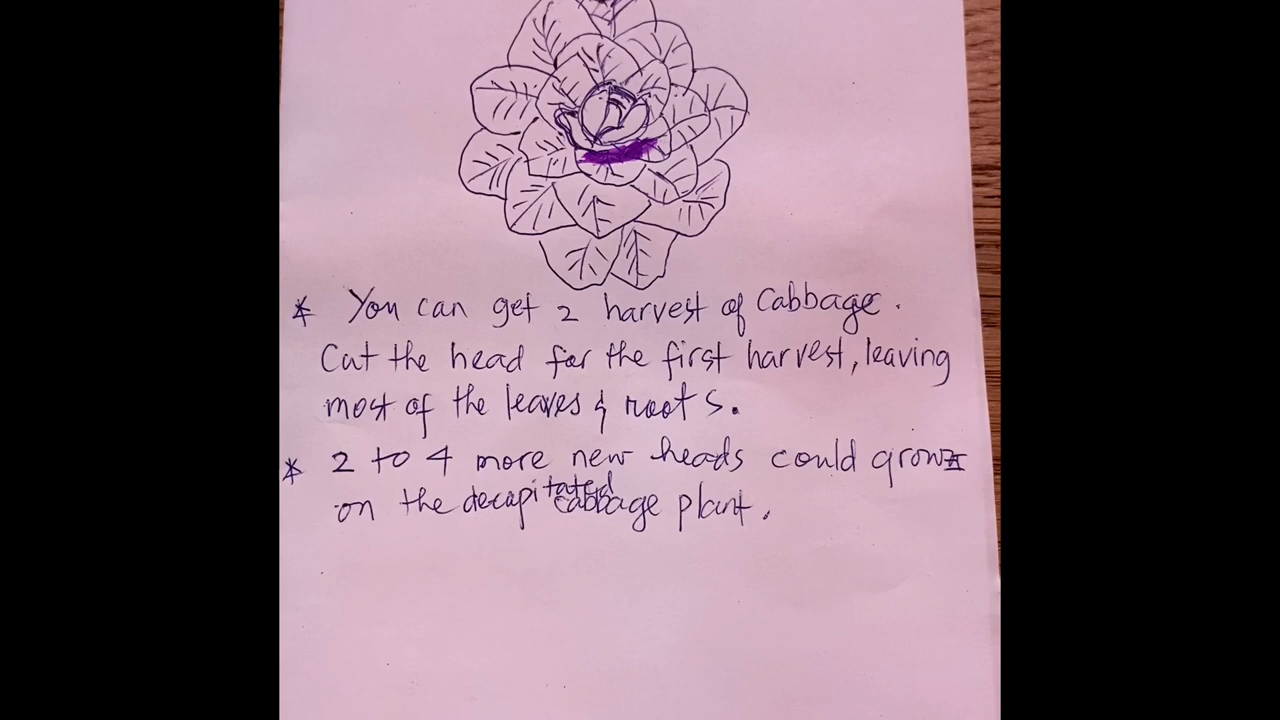 * You can get 2 harvest of Cabbage.
Cut the head for the first harvest, leaving
most of the leaves & roots.
* 2 to 4 more new heads could grow
on the decapitated cabbage plant.